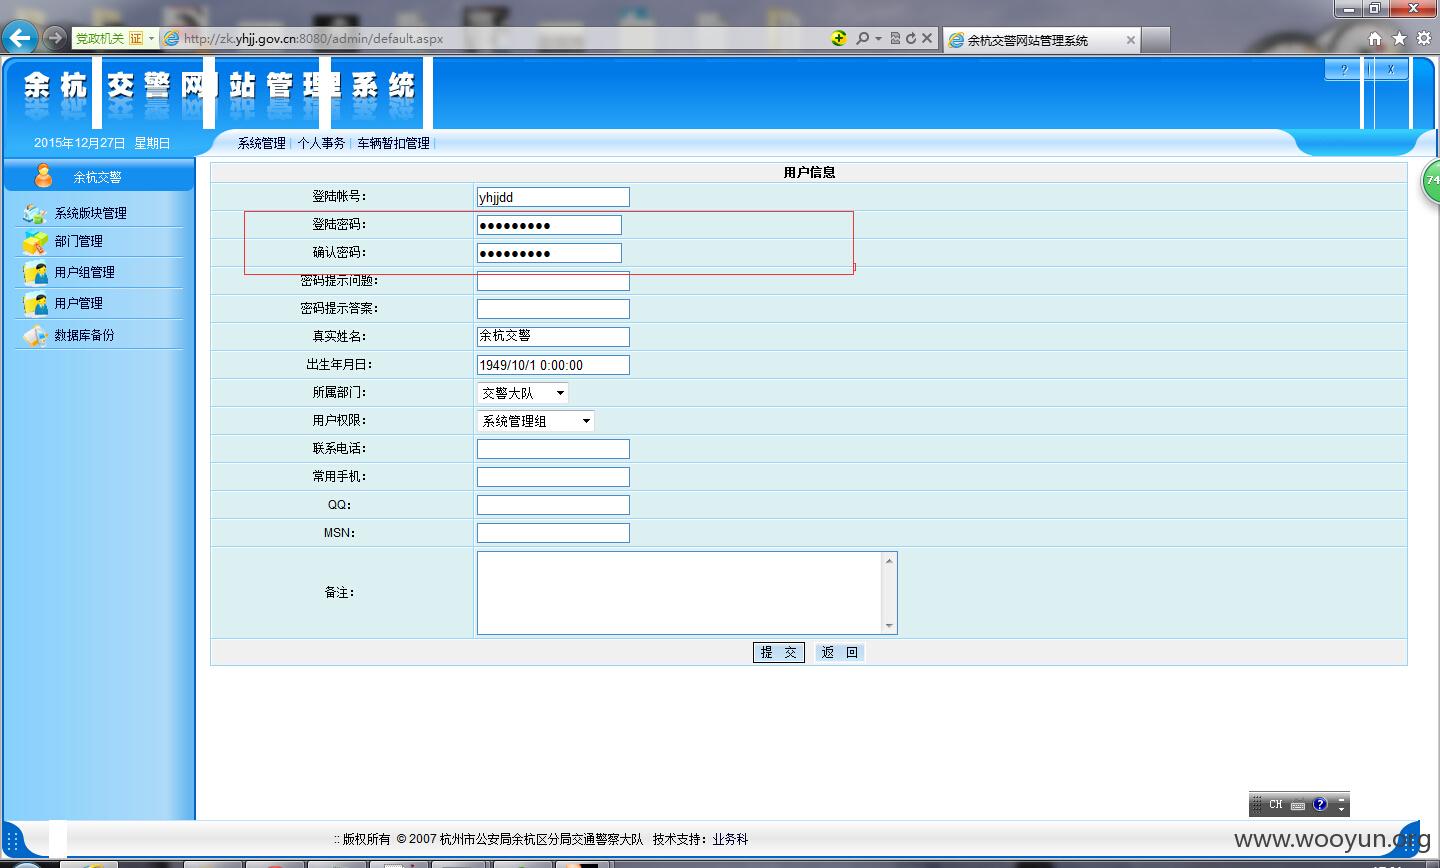 党政机关 证 http://zk.yhjj.gov.cn:8080/admin/default.aspx 余杭交警网站管理系统
余杭交警网站管理系统
? X
2015年12月27日 星期日
系统管理 | 个人事务 | 车辆暂扣管理 |
余杭交警
系统版块管理
部门管理
用户组管理
用户管理
数据库备份
用户信息
登陆帐号： yhjjdd
登陆密码： ●●●●●●●●●
确认密码： ●●●●●●●●●
密码提示问题：
密码提示答案：
真实姓名： 余杭交警
出生年月日： 1949/10/1 0:00:00
所属部门： 交警大队
用户权限： 系统管理组
联系电话：
常用手机：
QQ：
MSN：
备注：
提 交 返 回
74
CH ?
:: 版权所有 © 2007 杭州市公安局余杭区分局交通警察大队 技术支持：业务科
www.wooyun.org